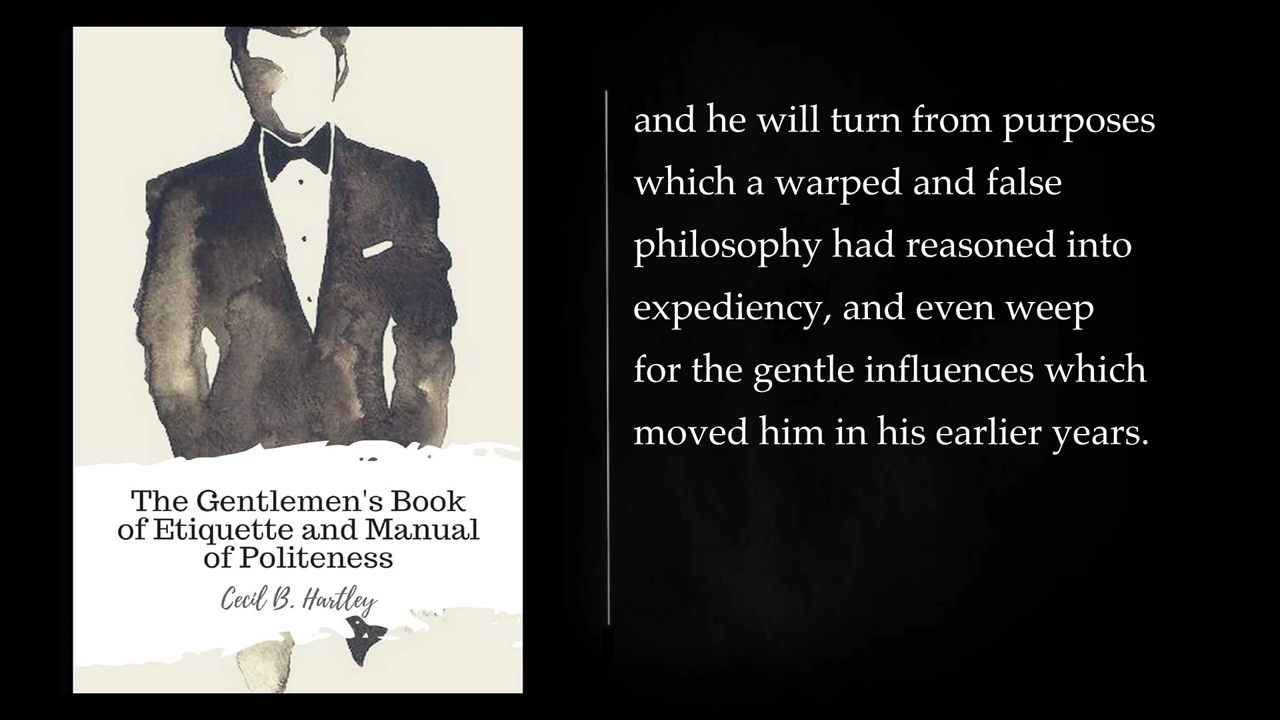 The Gentlemen's Book
of Etiquette and Manual
of Politeness
Cecil B. Hartley
and he will turn from purposes
which a warped and false
philosophy had reasoned into
expediency, and even weep
for the gentle influences which
moved him in his earlier years.